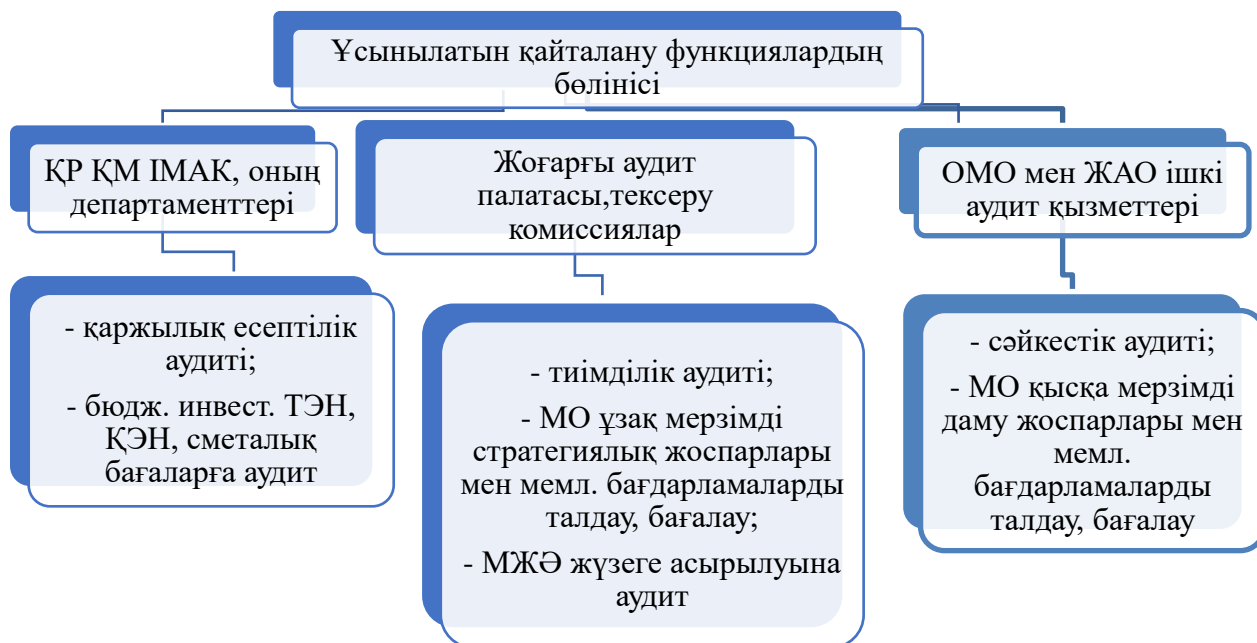 Ұсынылатын қайталану функциялардың
бөлінісі
ҚР ҚМ ІМАК, оның
департаменттері
Жоғарғы аудит
палатасы,тексеру
комиссиялар
ОМО мен ЖАО ішкі
аудит қызметтері
- қаржылық есептілік
аудиті;
- бюдж. инвест. ТЭН,
ҚЭН, сметалық
бағаларға аудит
- тиімділік аудиті;
- МО ұзақ мерзімді
стратегиялық жоспарлары
мен мемл. бағдарламаларды
талдау, бағалау;
- МЖӘ жүзеге асырылуына
аудит
- сәйкестік аудиті;
- МО қысқа мерзімді
даму жоспарлары мен
мемл.
бағдарламаларды
талдау, бағалау